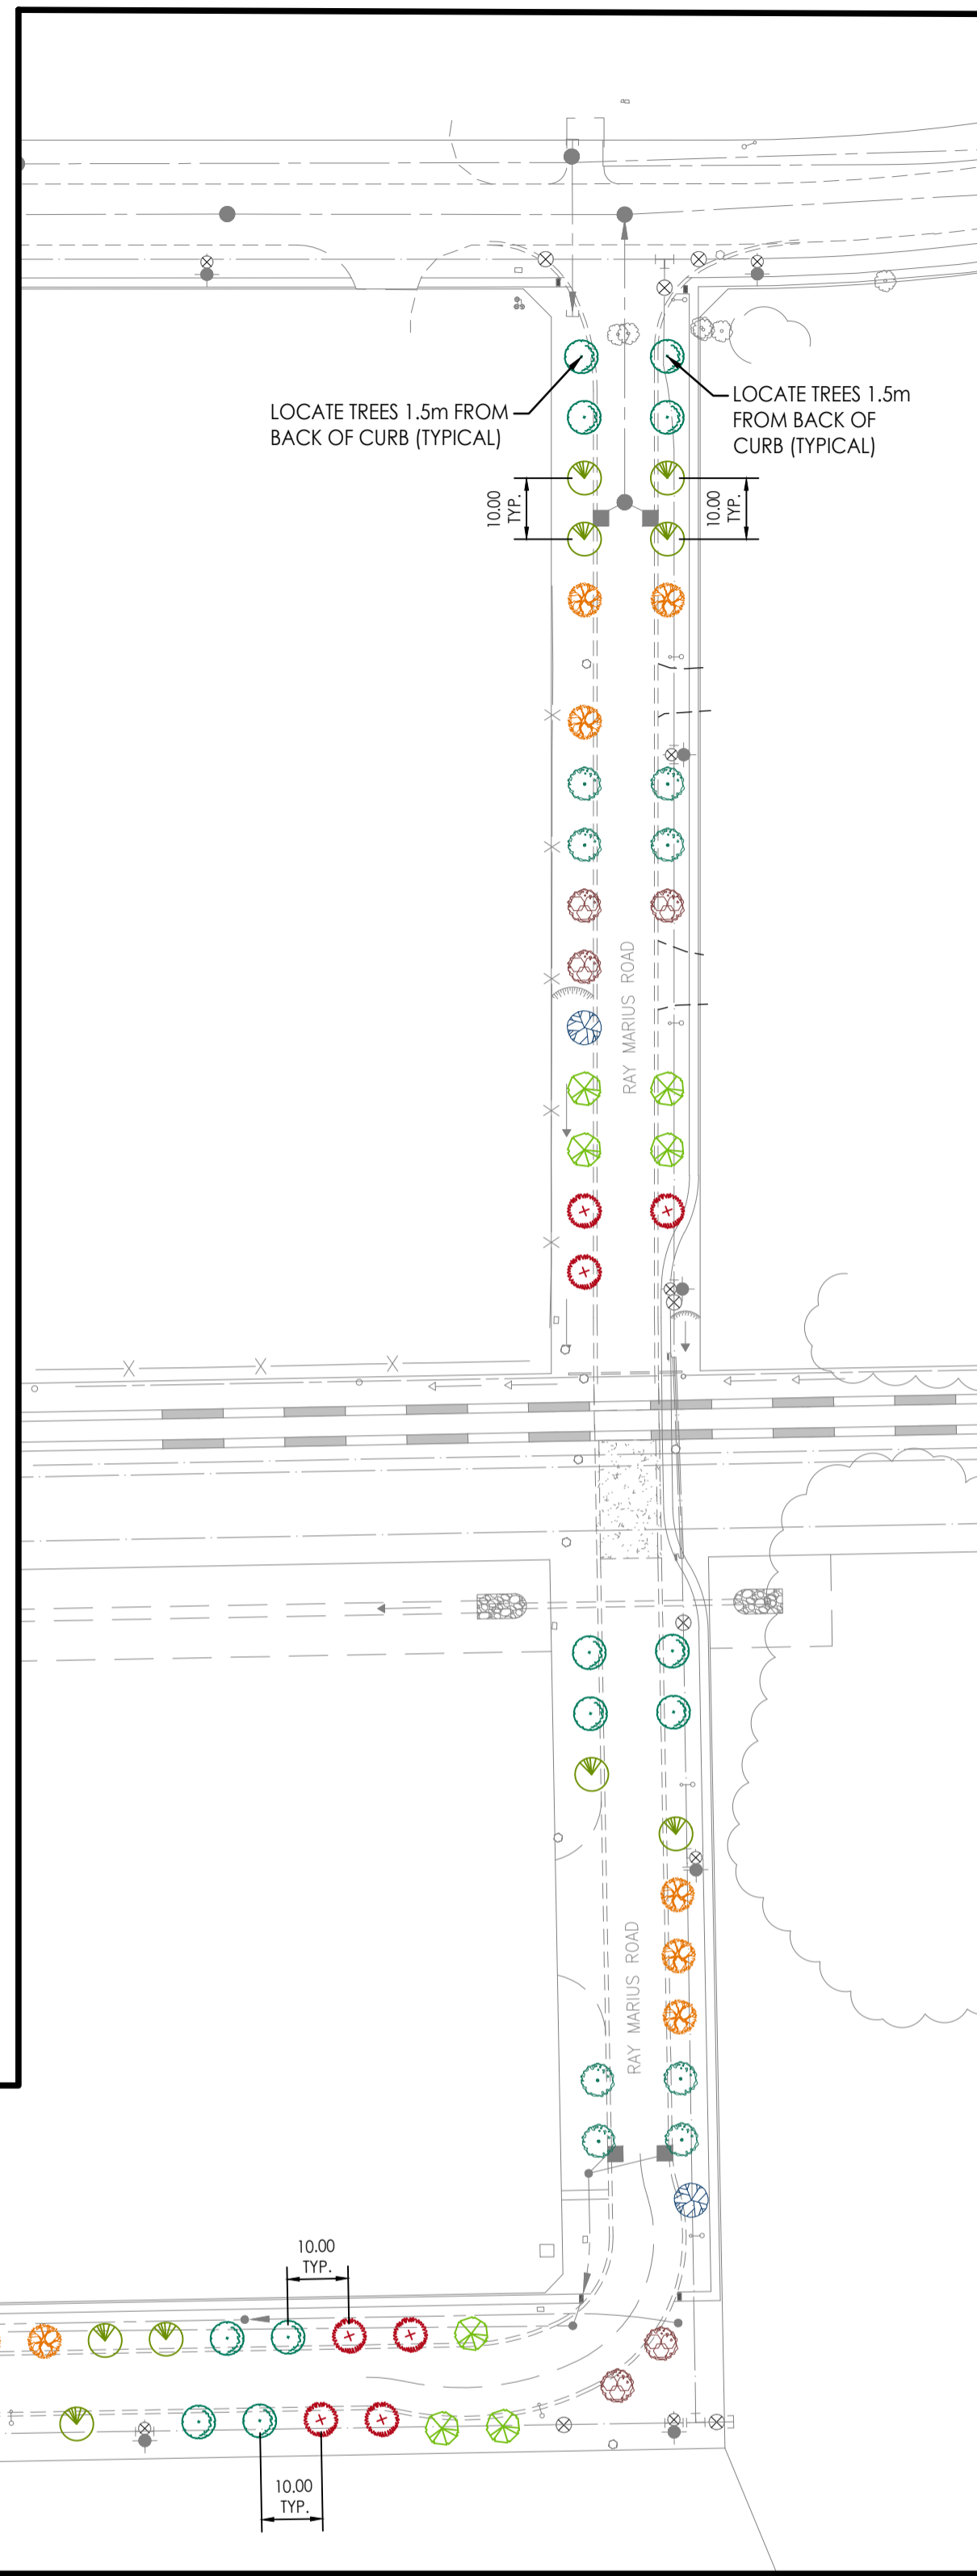 LOCATE TREES 1.5m FROM
BACK OF CURB (TYPICAL)
LOCATE TREES 1.5m
FROM BACK OF
CURB (TYPICAL)
10.00
TYP.
10.00
TYP.
RAY MARIUS ROAD
RAY MARIUS ROAD
10.00
TYP.
10.00
TYP.